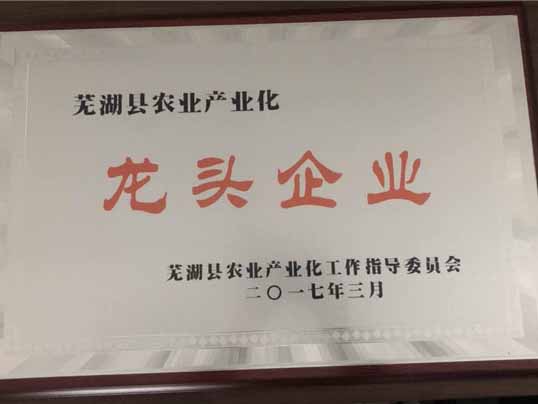 芜湖县农业产业化
龙头企业
芜湖县农业产业化工作指导委员会
二〇一七年三月